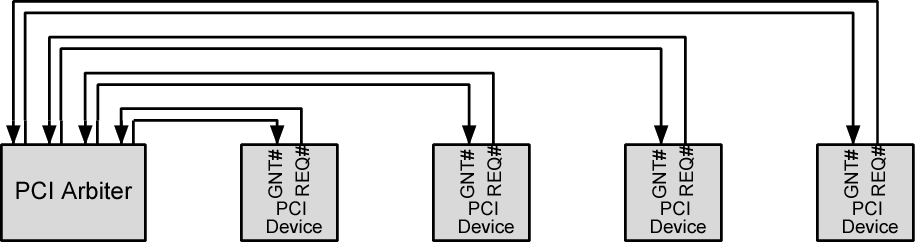 PCI Arbiter
GNT#
REQ#
PCI
Device
GNT#
REQ#
PCI
Device
GNT#
REQ#
PCI
Device
GNT#
REQ#
PCI
Device